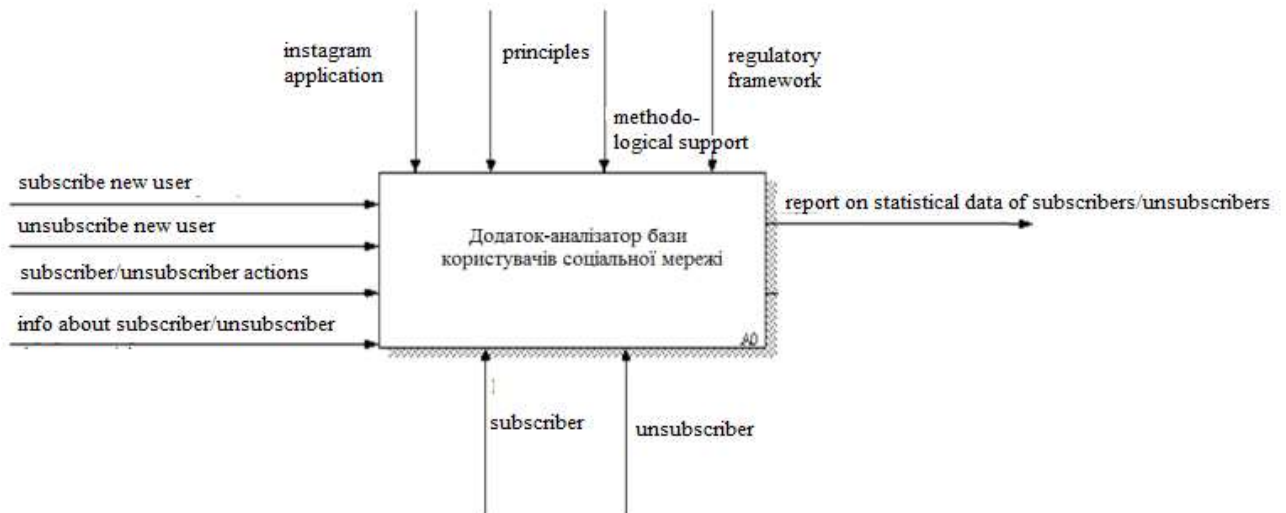 instagram
application
principles
regulatory
framework
methodo-
logical support
subscribe new user
unsubscribe new user
subscriber/unsubscriber actions
info about subscriber/unsubscriber
Додаток-аналізатор бази
користувачів соціальної мережі
A0
report on statistical data of subscribers/unsubscribers
subscriber
unsubscriber